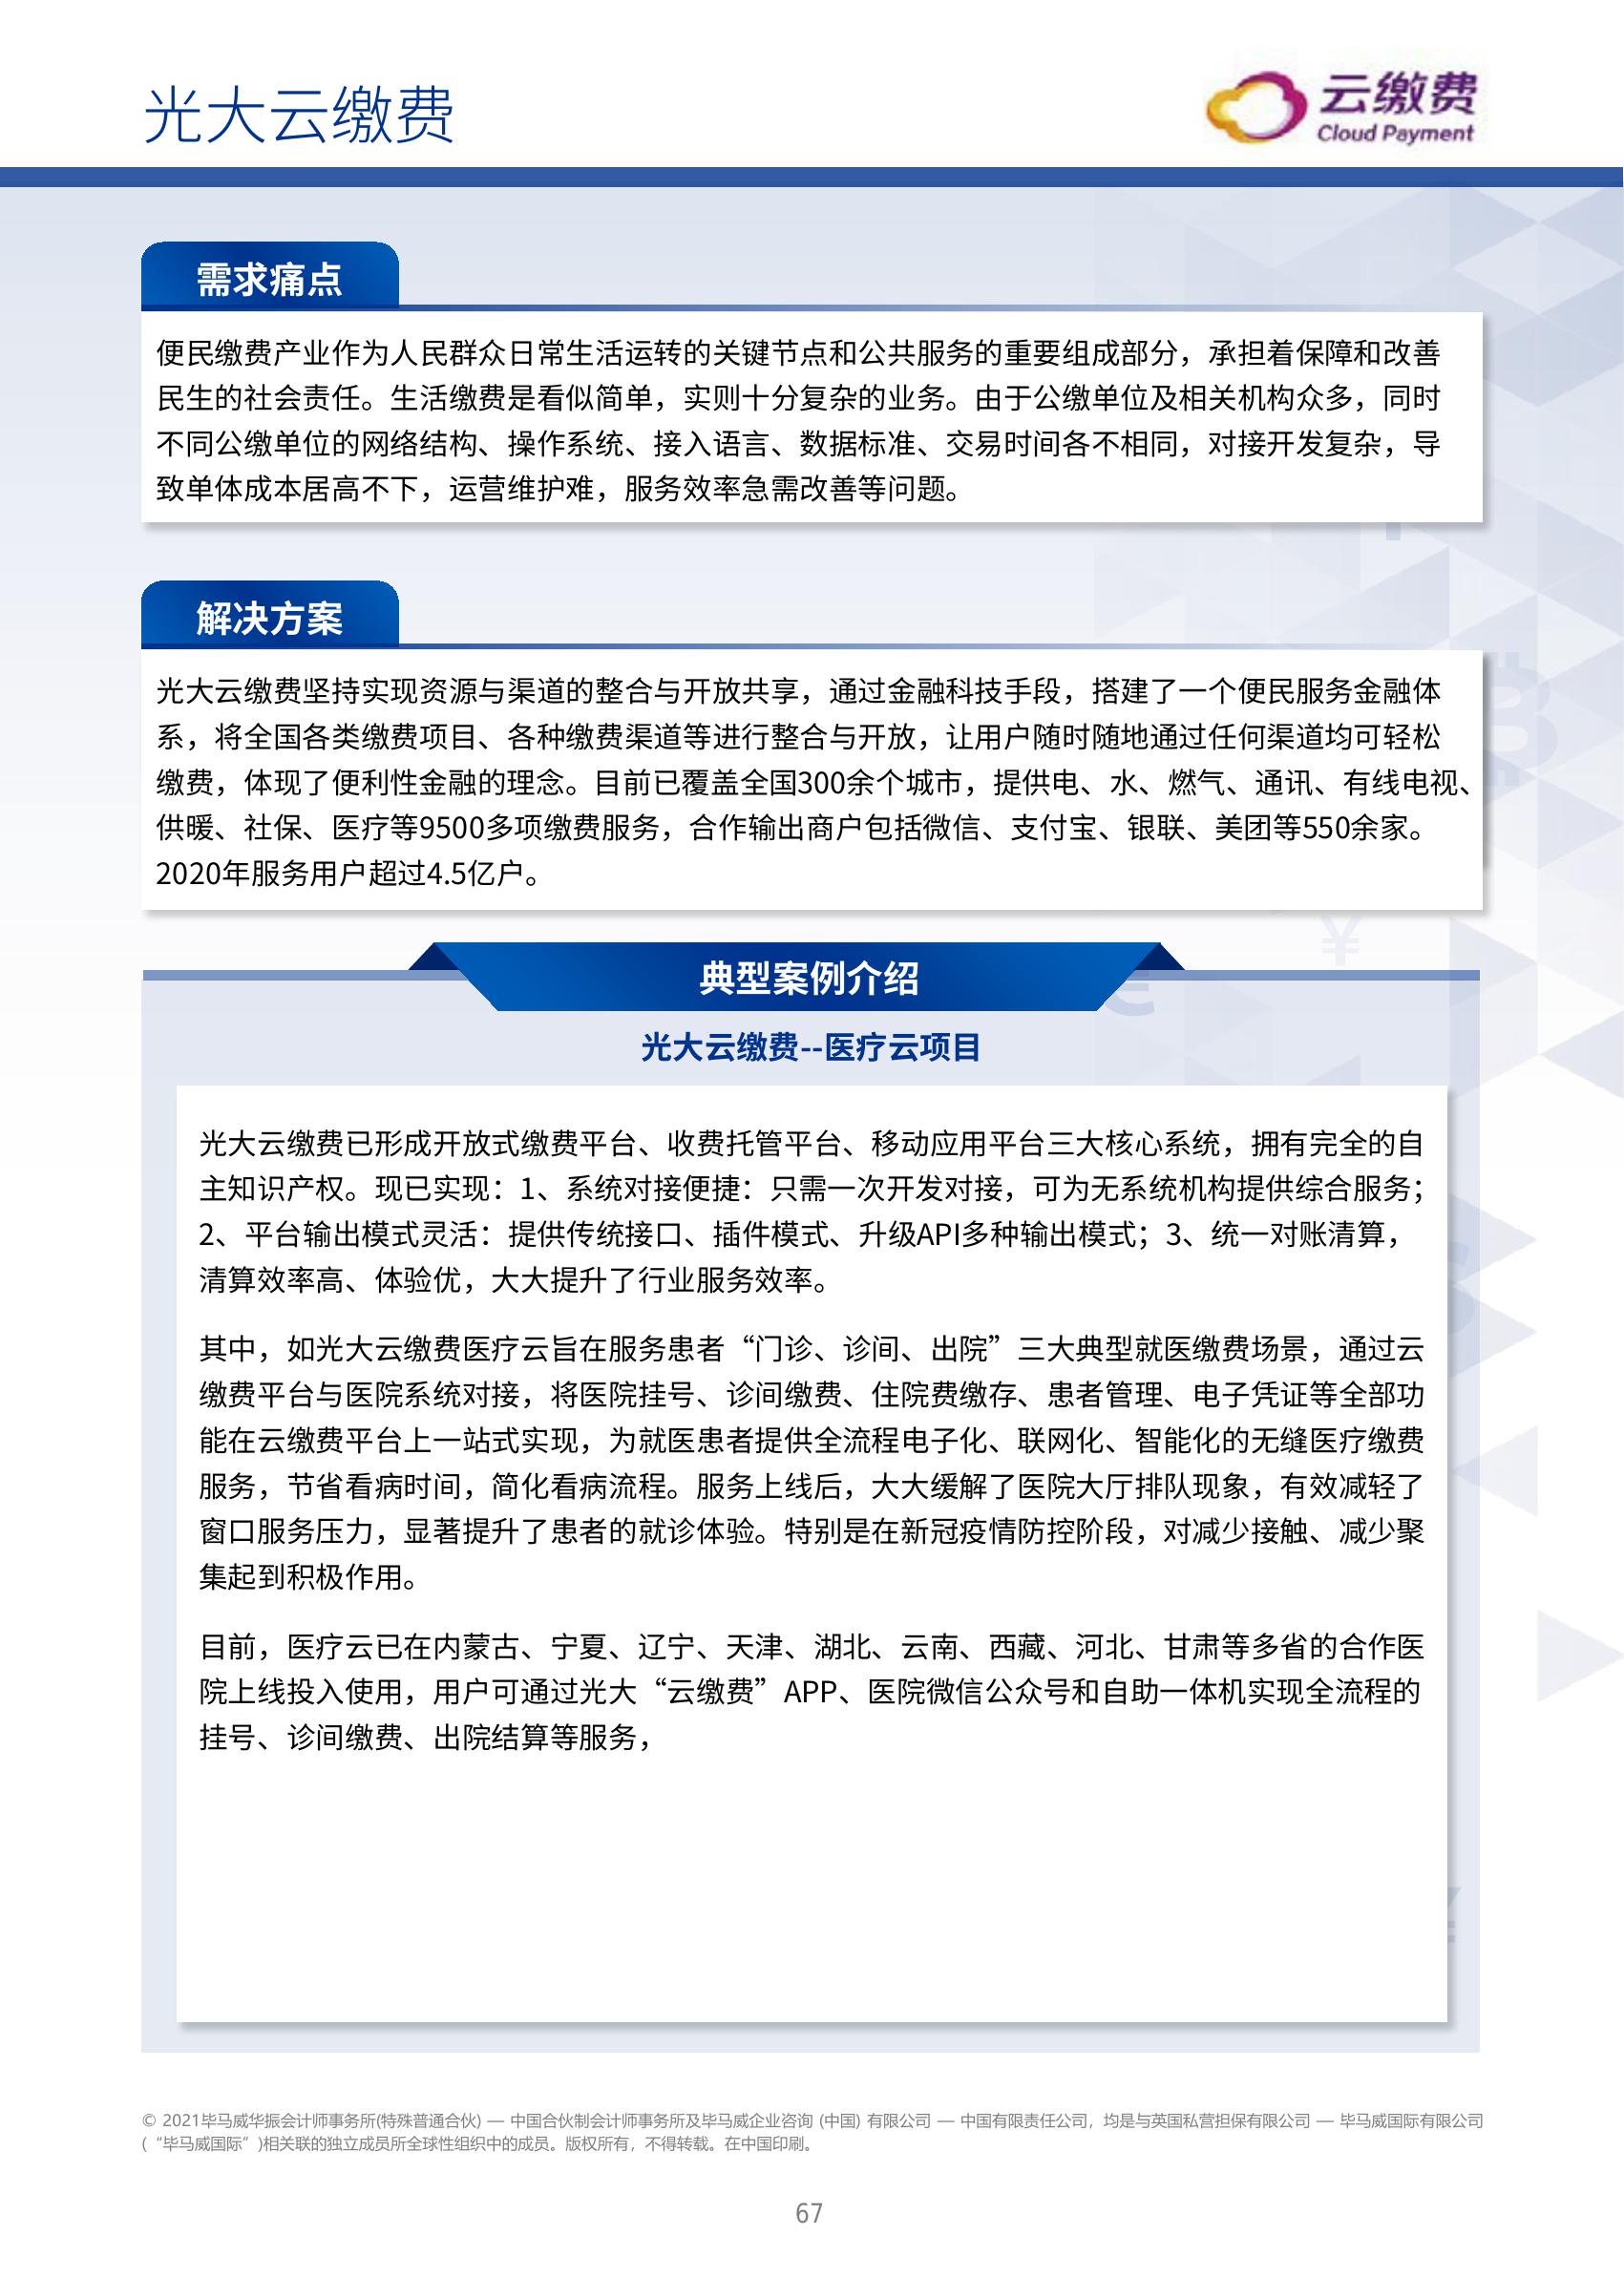 光大云缴费
云缴费
Cloud Payment
需求痛点
便民缴费产业作为人民群众日常生活运转的关键节点和公共服务的重要组成部分，承担着保障和改善
民生的社会责任。生活缴费是看似简单，实则十分复杂的业务。由于公缴单位及相关机构众多，同时
不同公缴单位的网络结构、操作系统、接入语言、数据标准、交易时间各不相同，对接开发复杂，导
致单体成本居高不下，运营维护难，服务效率急需改善等问题。
解决方案
光大云缴费坚持实现资源与渠道的整合与开放共享，通过金融科技手段，搭建了一个便民服务金融体
系，将全国各类缴费项目、各种缴费渠道等进行整合与开放，让用户随时随地通过任何渠道均可轻松
缴费，体现了便利性金融的理念。目前已覆盖全国300余个城市，提供电、水、燃气、通讯、有线电视、
供暖、社保、医疗等9500多项缴费服务，合作输出商户包括微信、支付宝、银联、美团等550余家。
2020年服务用户超过4.5亿户。
典型案例介绍
光大云缴费--医疗云项目
光大云缴费已形成开放式缴费平台、收费托管平台、移动应用平台三大核心系统，拥有完全的自
主知识产权。现已实现：1、系统对接便捷：只需一次开发对接，可为无系统机构提供综合服务；
2、平台输出模式灵活：提供传统接口、插件模式、升级API多种输出模式；3、统一对账清算，
清算效率高、体验优，大大提升了行业服务效率。
其中，如光大云缴费医疗云旨在服务患者“门诊、诊间、出院”三大典型就医缴费场景，通过云
缴费平台与医院系统对接，将医院挂号、诊间缴费、住院费缴存、患者管理、电子凭证等全部功
能在云缴费平台上一站式实现，为就医患者提供全流程电子化、联网化、智能化的无缝医疗缴费
服务，节省看病时间，简化看病流程。服务上线后，大大缓解了医院大厅排队现象，有效减轻了
窗口服务压力，显著提升了患者的就诊体验。特别是在新冠疫情防控阶段，对减少接触、减少聚
集起到积极作用。
目前，医疗云已在内蒙古、宁夏、辽宁、天津、湖北、云南、西藏、河北、甘肃等多省的合作医
院上线投入使用，用户可通过光大“云缴费”APP、医院微信公众号和自助一体机实现全流程的
挂号、诊间缴费、出院结算等服务，
© 2021毕马威华振会计师事务所(特殊普通合伙) — 中国合伙制会计师事务所及毕马威企业咨询 (中国) 有限公司 — 中国有限责任公司，均是与英国私营担保有限公司 — 毕马威国际有限公司
(“毕马威国际”)相关联的独立成员所全球性组织中的成员。版权所有，不得转载。在中国印刷。
67